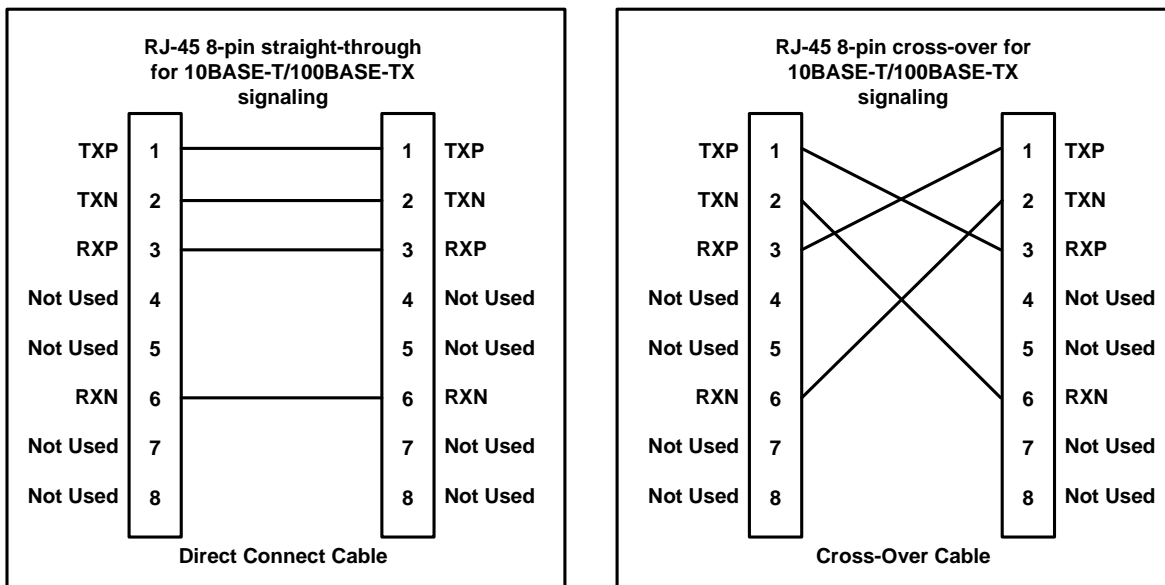 RJ-45 8-pin straight-through
for 10BASE-T/100BASE-TX
signaling
TXP 1 1 TXP
TXN 2 2 TXN
RXP 3 3 RXP
Not Used 4 4 Not Used
Not Used 5 5 Not Used
RXN 6 6 RXN
Not Used 7 7 Not Used
Not Used 8 8 Not Used
Direct Connect Cable
RJ-45 8-pin cross-over for
10BASE-T/100BASE-TX
signaling
TXP 1 1 TXP
TXN 2 2 TXN
RXP 3 3 RXP
Not Used 4 4 Not Used
Not Used 5 5 Not Used
RXN 6 6 RXN
Not Used 7 7 Not Used
Not Used 8 8 Not Used
Cross-Over Cable